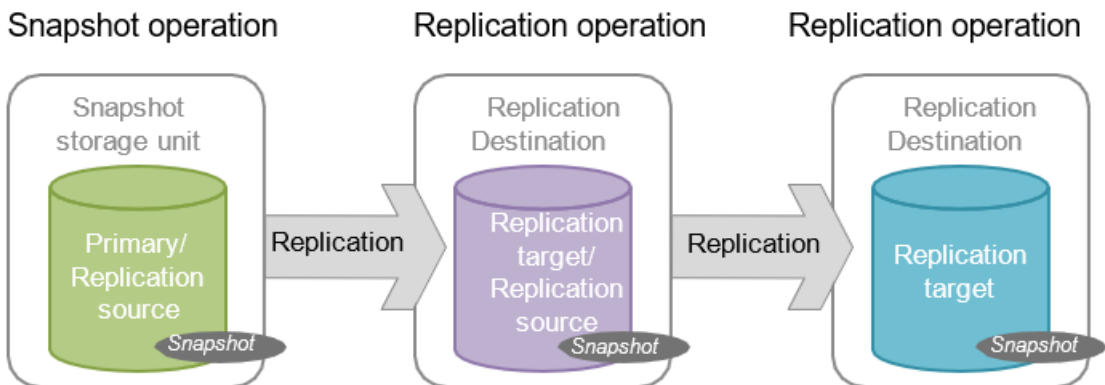 Snapshot operation
Replication operation
Replication operation
Snapshot
storage unit
Primary/
Replication
source
Snapshot
Replication
Replication
Destination
Replication
target/
Replication
source
Snapshot
Replication
Replication
Destination
Replication
target
Snapshot